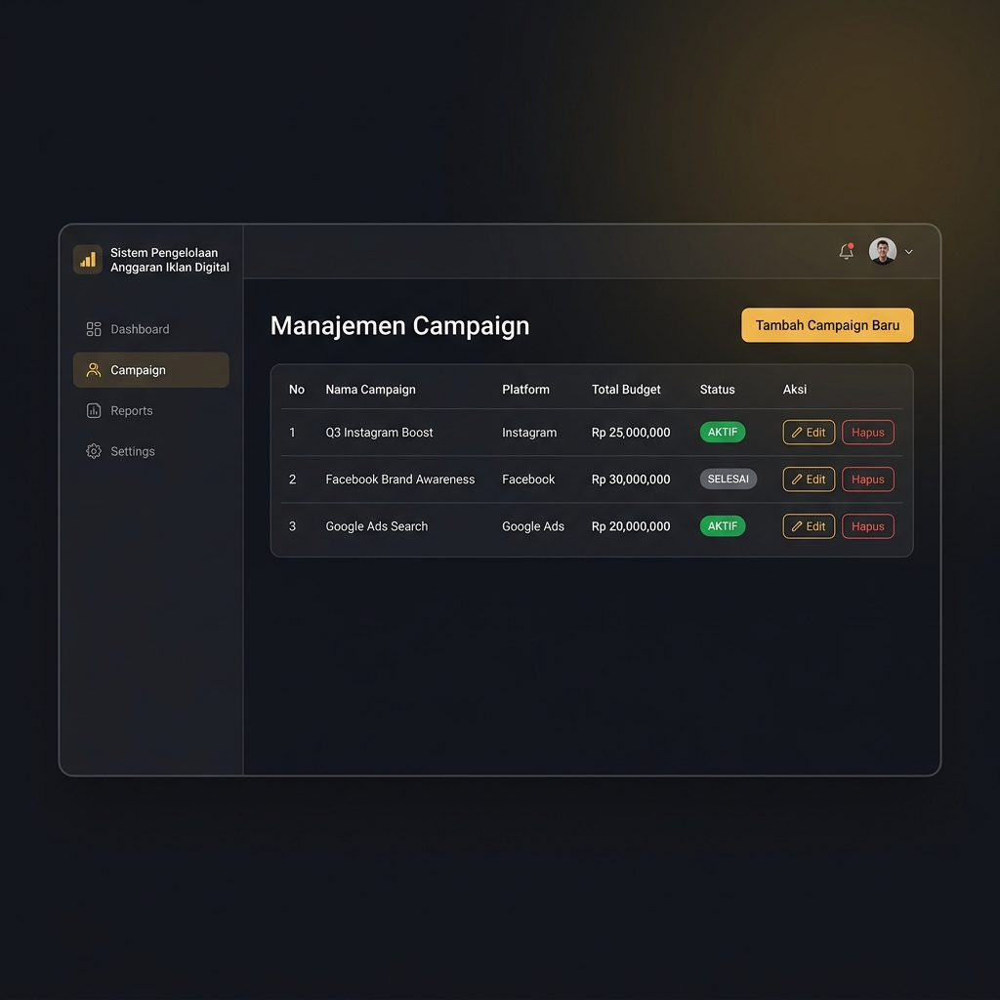 Sistem Pengelolaan
Anggaran Iklan Digital
Dashboard
Campaign
Reports
Settings
Manajemen Campaign
Tambah Campaign Baru
No Nama Campaign Platform Total Budget Status Aksi
1 Q3 Instagram Boost Instagram Rp 25,000,000 AKTIF Edit Hapus
2 Facebook Brand Awareness Facebook Rp 30,000,000 SELESAI Edit Hapus
3 Google Ads Search Google Ads Rp 20,000,000 AKTIF Edit Hapus